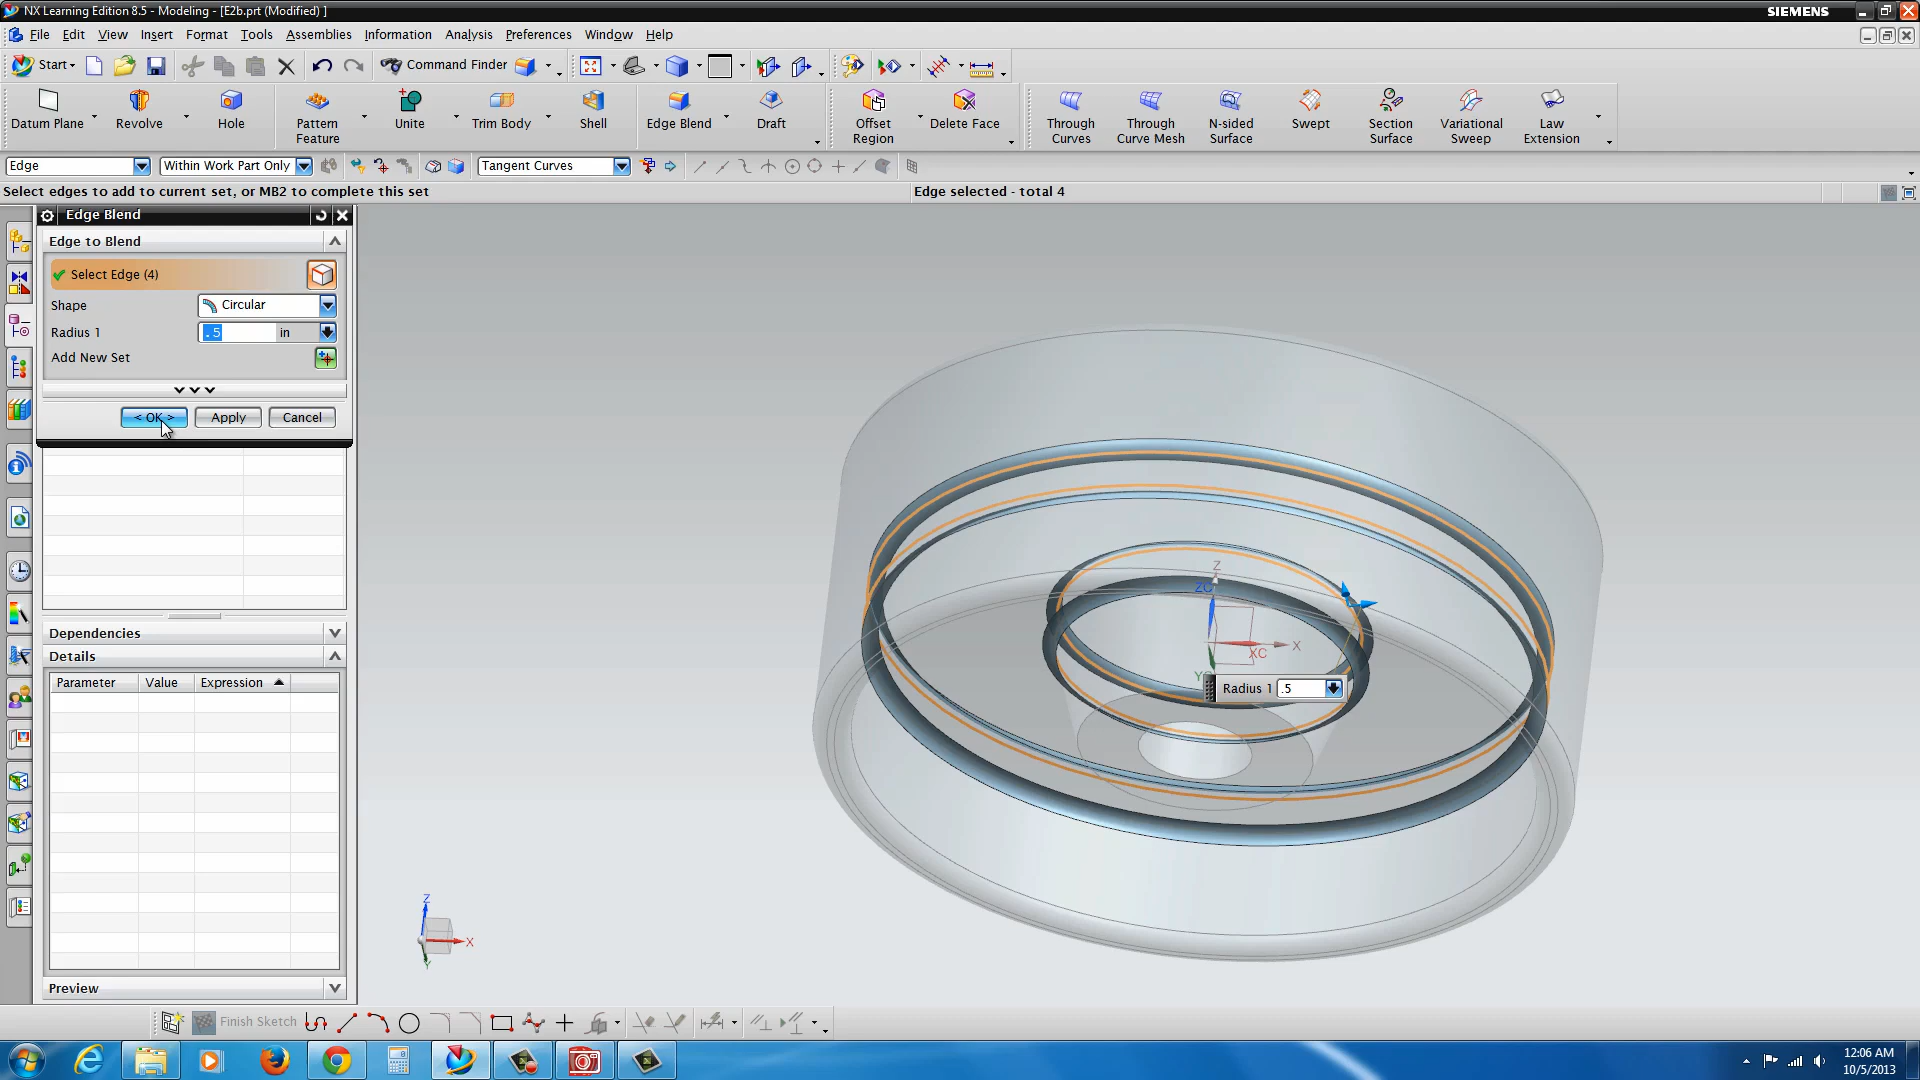 NX Learning Edition 8.5 - Modeling - [E2b.prt (Modified) ]
SIEMENS
File Edit View Insert Format Tools Assemblies Information Analysis Preferences Window Help
Start Command Finder
Datum Plane Revolve Hole Pattern Feature Unite Trim Body Shell Edge Blend Draft Offset Region Delete Face Through Curves Through Curve Mesh N-sided Surface Swept Section Surface Variational Sweep Law Extension
Edge Within Work Part Only Tangent Curves
Select edges to add to current set, or MB2 to complete this set
Edge selected - total 4
Edge Blend
Edge to Blend
Select Edge (4)
Shape Circular
Radius 1 .5 in
Add New Set
< OK > Apply Cancel
Dependencies
Details
Parameter Value Expression
Preview
Z
ZC
X
XC
YC
Radius 1 .5
Z
X
Y
Finish Sketch
12:06 AM
10/5/2013